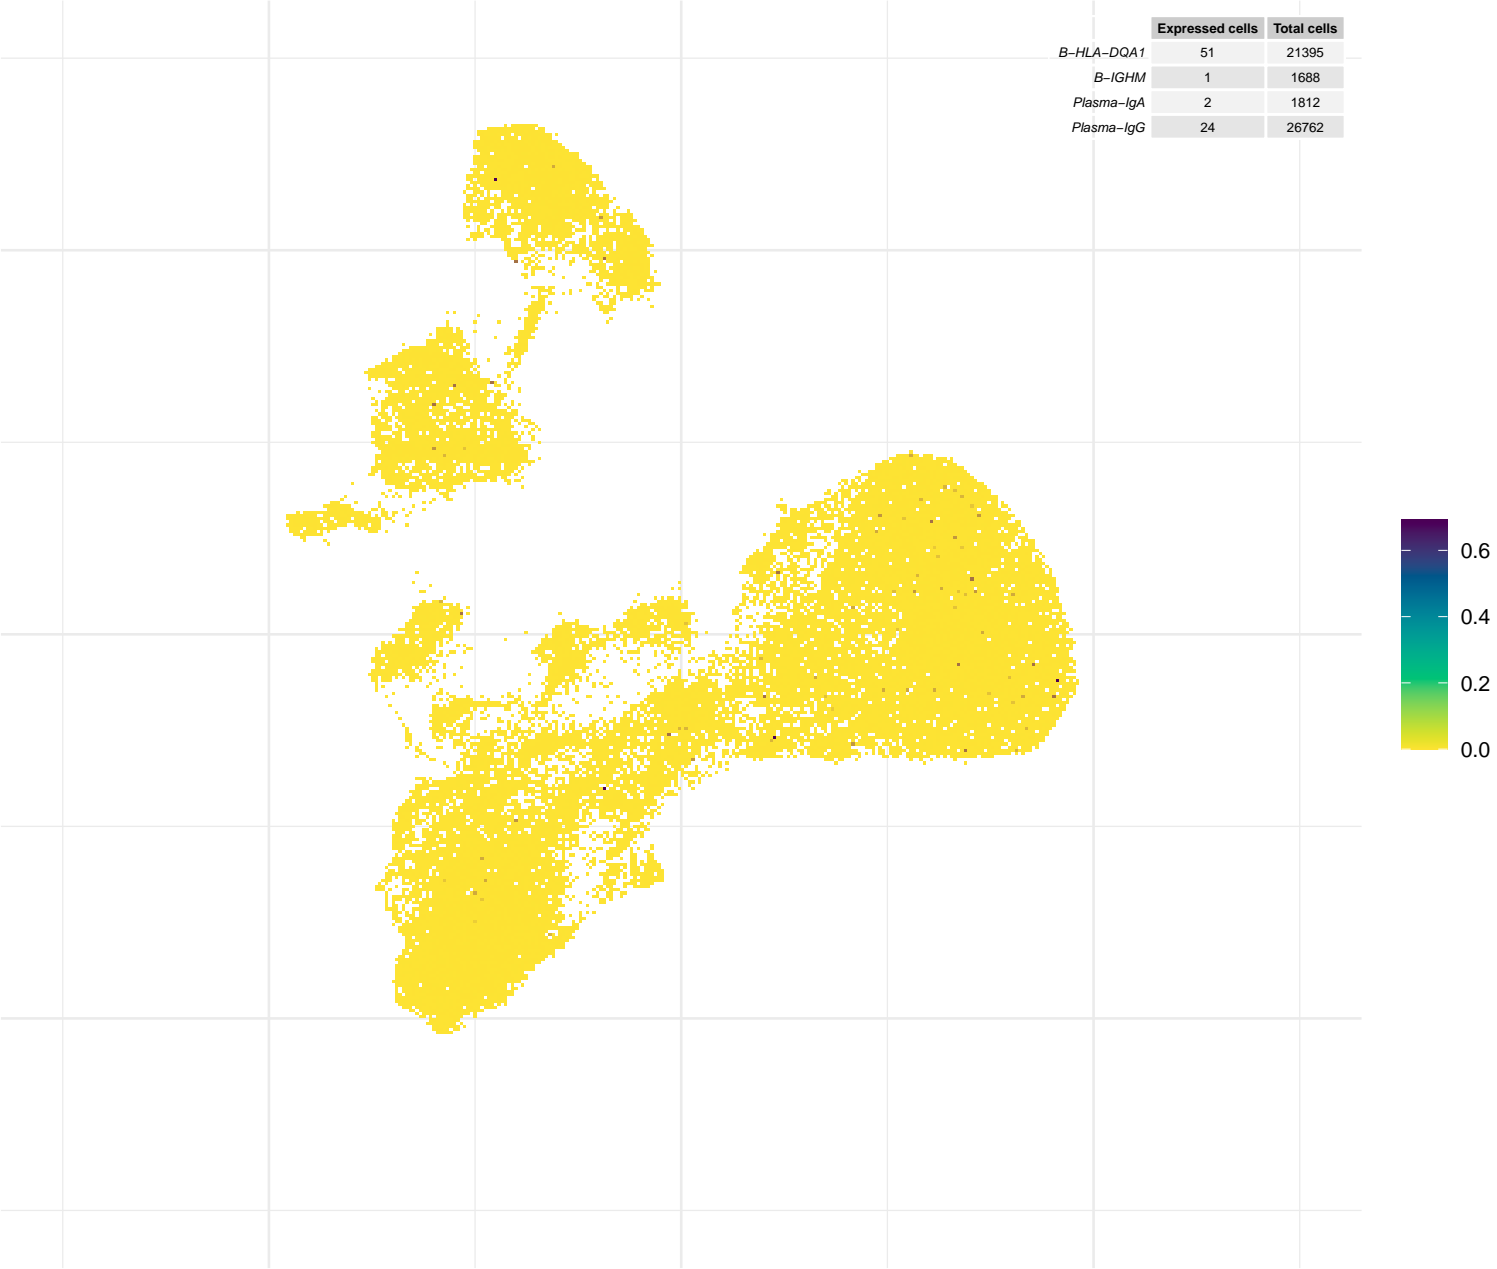 Expressed cells Total cells
B−HLA−DQA1 51 21395
B−IGHM 1 1688
Plasma−IgA 2 1812
Plasma−IgG 24 26762
0.6
0.4
0.2
0.0